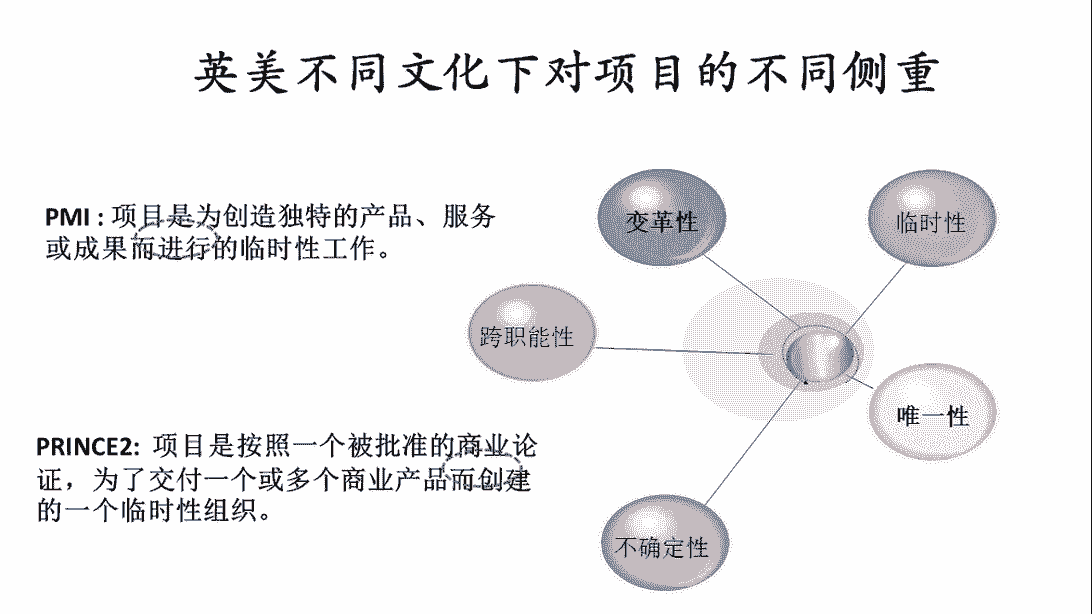 英美不同文化下对项目的不同侧重
PMI : 项目是为创造独特的产品、服务
或成果而进行的临时性工作。
PRINCE2: 项目是按照一个被批准的商业论
证，为了交付一个或多个商业产品而创建
的一个临时性组织。
变革性
临时性
跨职能性
唯一性
不确定性